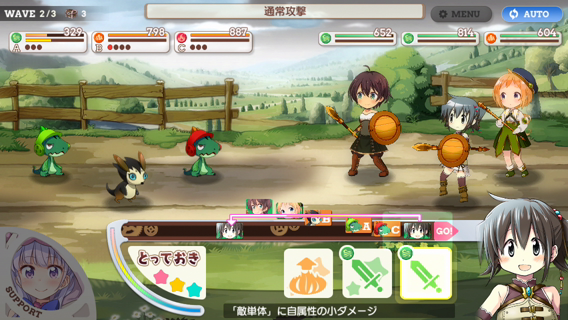 WAVE 2/3 3
通常攻撃
MENU
AUTO
329 798 887 652 814 604
A B C
A C GO!
とっておき
SUPPORT
「敵単体」に自属性の小ダメージ